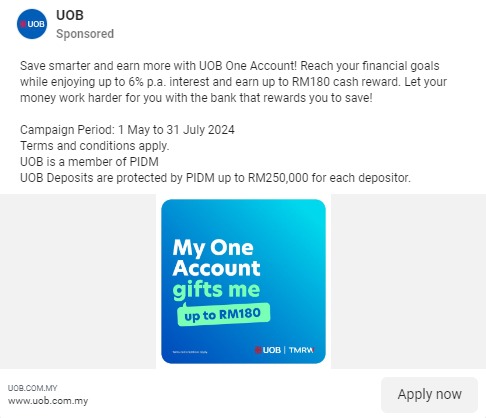 UOB
UOB
Sponsored
Save smarter and earn more with UOB One Account! Reach your financial goals
while enjoying up to 6% p.a. interest and earn up to RM180 cash reward. Let your
money work harder for you with the bank that rewards you to save!
Campaign Period: 1 May to 31 July 2024
Terms and conditions apply.
UOB is a member of PIDM
UOB Deposits are protected by PIDM up to RM250,000 for each depositor.
My One
Account
gifts me
up to RM180
UOB | TMRW
UOB.COM.MY
www.uob.com.my
Apply now